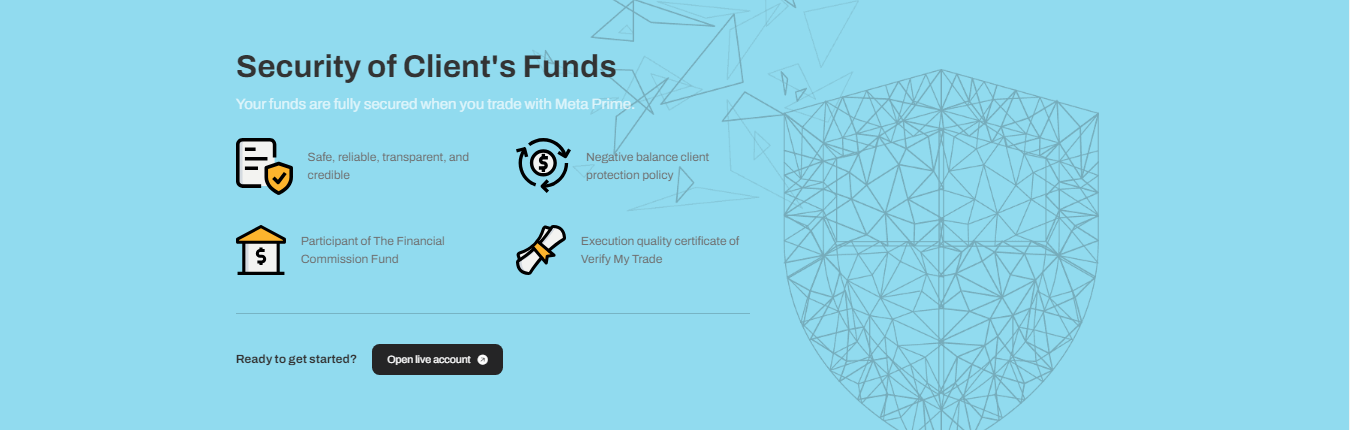 Security of Client's Funds
Your funds are fully secured when you trade with Meta Prime.
Safe, reliable, transparent, and
credible
Negative balance client
protection policy
Participant of The Financial
Commission Fund
Execution quality certificate of
Verify My Trade
Ready to get started?
Open live account